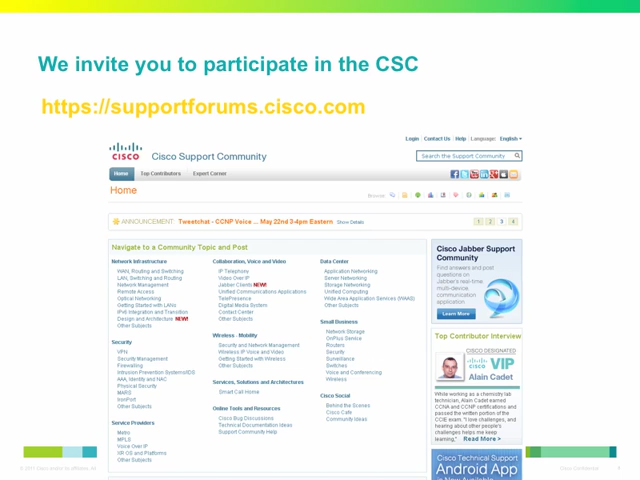 We invite you to participate in the CSC
https://supportforums.cisco.com
Login | Contact Us | Help | Language: English
CISCO
Cisco Support Community
Search the Support Community
Home
Top Contributors
Expert Corner
Home
Browse:
ANNOUNCEMENT: Tweetchat - CCNP Voice ... May 22nd 3-4pm Eastern Show Details
1 2 3 4
Navigate to a Community Topic and Post
Network Infrastructure
WAN, Routing and Switching
LAN, Switching and Routing
Network Management
Remote Access
Optical Networking
Getting Started with LANs
IPv6 Integration and Transition
Design and Architecture NEW!
Other Subjects
Security
VPN
Security Management
Firewalling
Intrusion Prevention Systems/IDS
AAA, Identity and NAC
Physical Security
MARS
IronPort
Other Subjects
Service Providers
Metro
MPLS
Voice Over IP
XR OS and Platforms
Other Subjects
Collaboration, Voice and Video
IP Telephony
Video Over IP
Jabber Clients NEW!
Unified Communications Applications
TelePresence
Digital Media System
Contact Center
Other Subjects
Wireless - Mobility
Security and Network Management
Wireless IP Voice and Video
Getting Started with Wireless
Other Subjects
Services, Solutions and Architectures
Smart Call Home
Online Tools and Resources
Cisco Bug Discussions
Technical Documentation Ideas
Support Community Help
Data Center
Application Networking
Server Networking
Storage Networking
Unified Computing
Wide Area Application Services (WAAS)
Other Subjects
Small Business
Network Storage
OnPlus Service
Routers
Security
Surveillance
Switches
Voice and Conferencing
Wireless
Cisco Social
Behind the Scenes
Cisco Cafe
Community Ideas
Cisco Jabber Support
Community
Find answers and post
questions on
Jabber's real-time
multi-device,
communication
application.
Learn More
Top Contributor Interview
CISCO DESIGNATED
CISCO VIP
Alain Cadet
While working as a chemistry lab
technician, Alain Cadet earned
CCNA and CCNP certifications and
passed the written portion of the
CCIE exam. "I love challenges, and
hearing about other people's
challenges helps me keep
learning," Read More >
Cisco Technical Support
Android App
is Now Available
Cisco Confidential